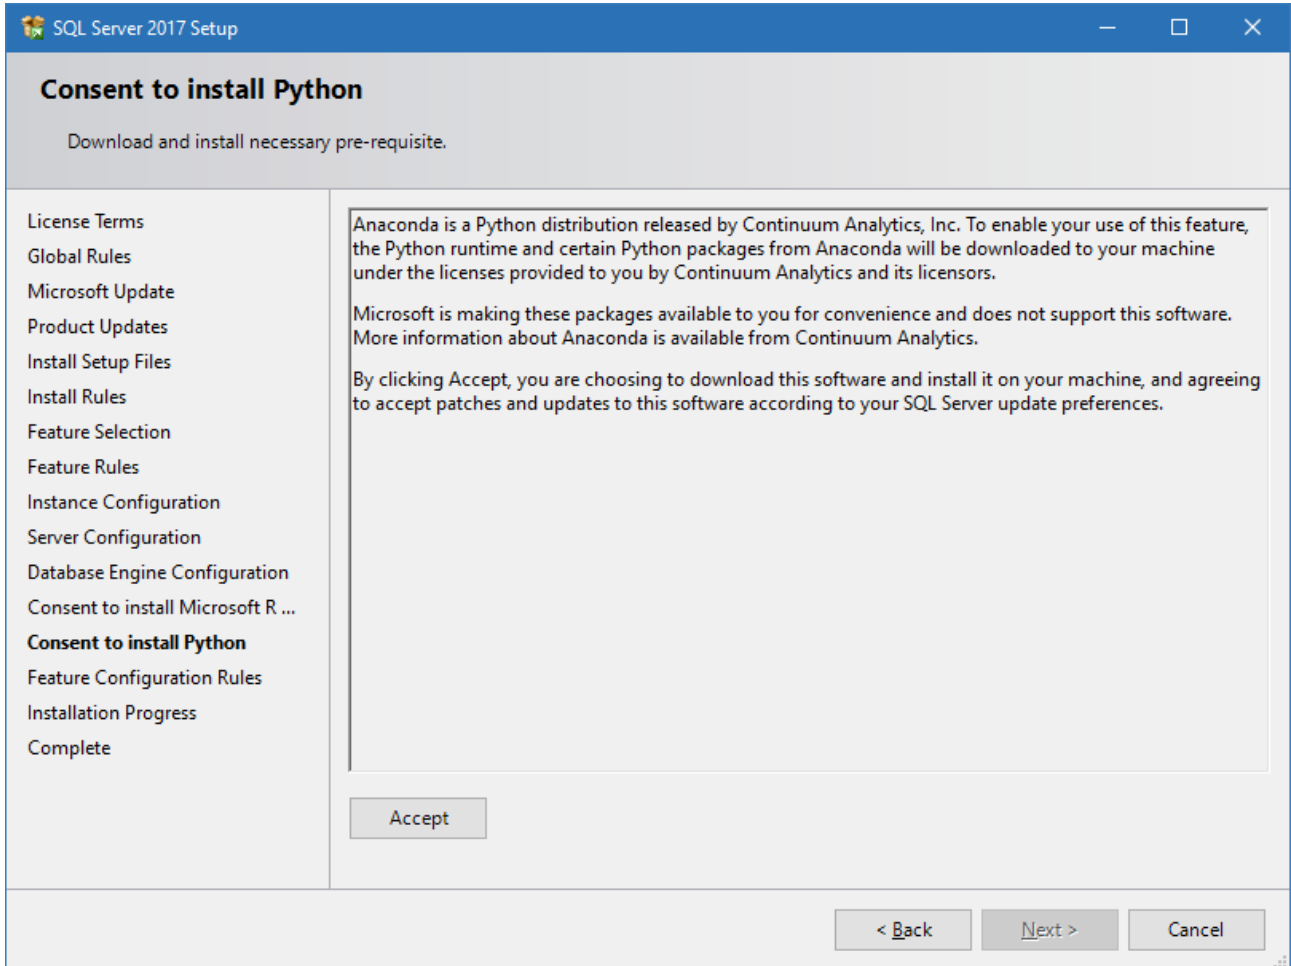 SQL Server 2017 Setup
Consent to install Python
Download and install necessary pre-requisite.
License Terms
Global Rules
Microsoft Update
Product Updates
Install Setup Files
Install Rules
Feature Selection
Feature Rules
Instance Configuration
Server Configuration
Database Engine Configuration
Consent to install Microsoft R ...
Consent to install Python
Feature Configuration Rules
Installation Progress
Complete
Anaconda is a Python distribution released by Continuum Analytics, Inc. To enable your use of this feature,
the Python runtime and certain Python packages from Anaconda will be downloaded to your machine
under the licenses provided to you by Continuum Analytics and its licensors.
Microsoft is making these packages available to you for convenience and does not support this software.
More information about Anaconda is available from Continuum Analytics.
By clicking Accept, you are choosing to download this software and install it on your machine, and agreeing
to accept patches and updates to this software according to your SQL Server update preferences.
Accept
< Back
Next >
Cancel